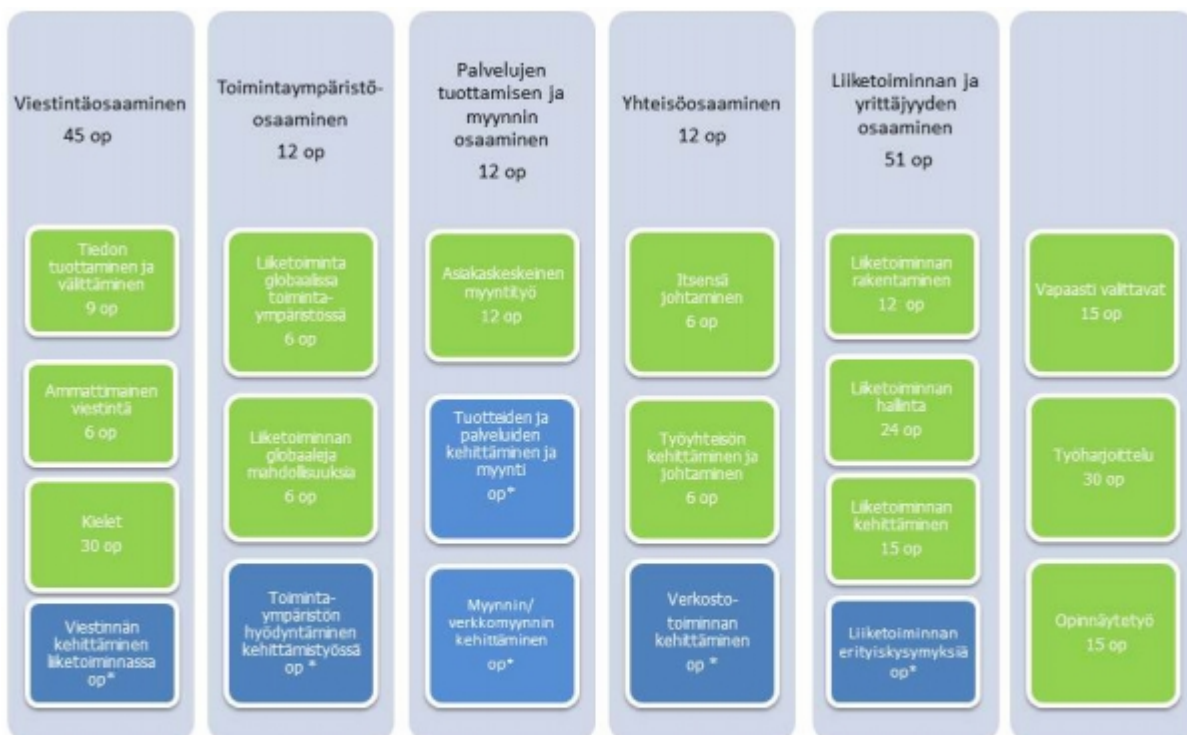 Viestintäosaaminen
45 op
Tiedon
tuottaminen ja
välittäminen
9 op
Ammattimainen
viestintä
6 op
Kielet
30 op
Viestinnän
kehittäminen
liiketoiminnassa
op*
Toimintaympäristö-
osaaminen
12 op
Liiketoiminta
globaalissa
toiminta-
ympäristössä
6 op
Liiketoiminnan
globaaleja
mahdollisuuksia
6 op
Toiminta-
ympäristön
hyödyntäminen
kehittämistyössä
op *
Palvelujen
tuottamisen ja
myynnin
osaaminen
12 op
Asiakaskeskeinen
myyntityö
12 op
Tuotteiden ja
palveluiden
kehittäminen ja
myynti
op*
Myynnin/
verkkomyynnin
kehittäminen
op*
Yhteisöosaaminen
12 op
Itsensä
johtaminen
6 op
Työyhteisön
kehittäminen ja
johtaminen
6 op
Verkosto-
toiminnan
kehittäminen
op *
Liiketoiminnan ja
yrittäjyyden
osaaminen
51 op
Liiketoiminnan
rakentaminen
12 op
Liiketoiminnan
hallinta
24 op
Liiketoiminnan
kehittäminen
15 op
Liiketoiminnan
erityiskysymyksiä
op*
Vapaasti valittavat
15 op
Työharjoittelu
30 op
Opinnäytetyö
15 op